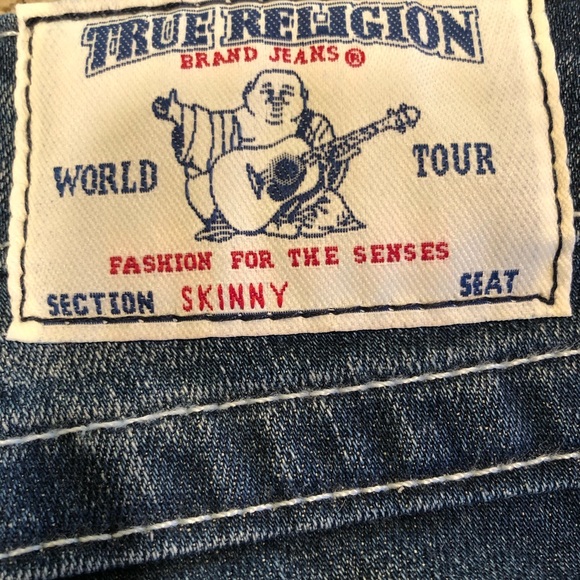 TRUE RELIGION
BRAND JEANS®
WORLD TOUR
FASHION FOR THE SENSES
SECTION SKINNY SEAT